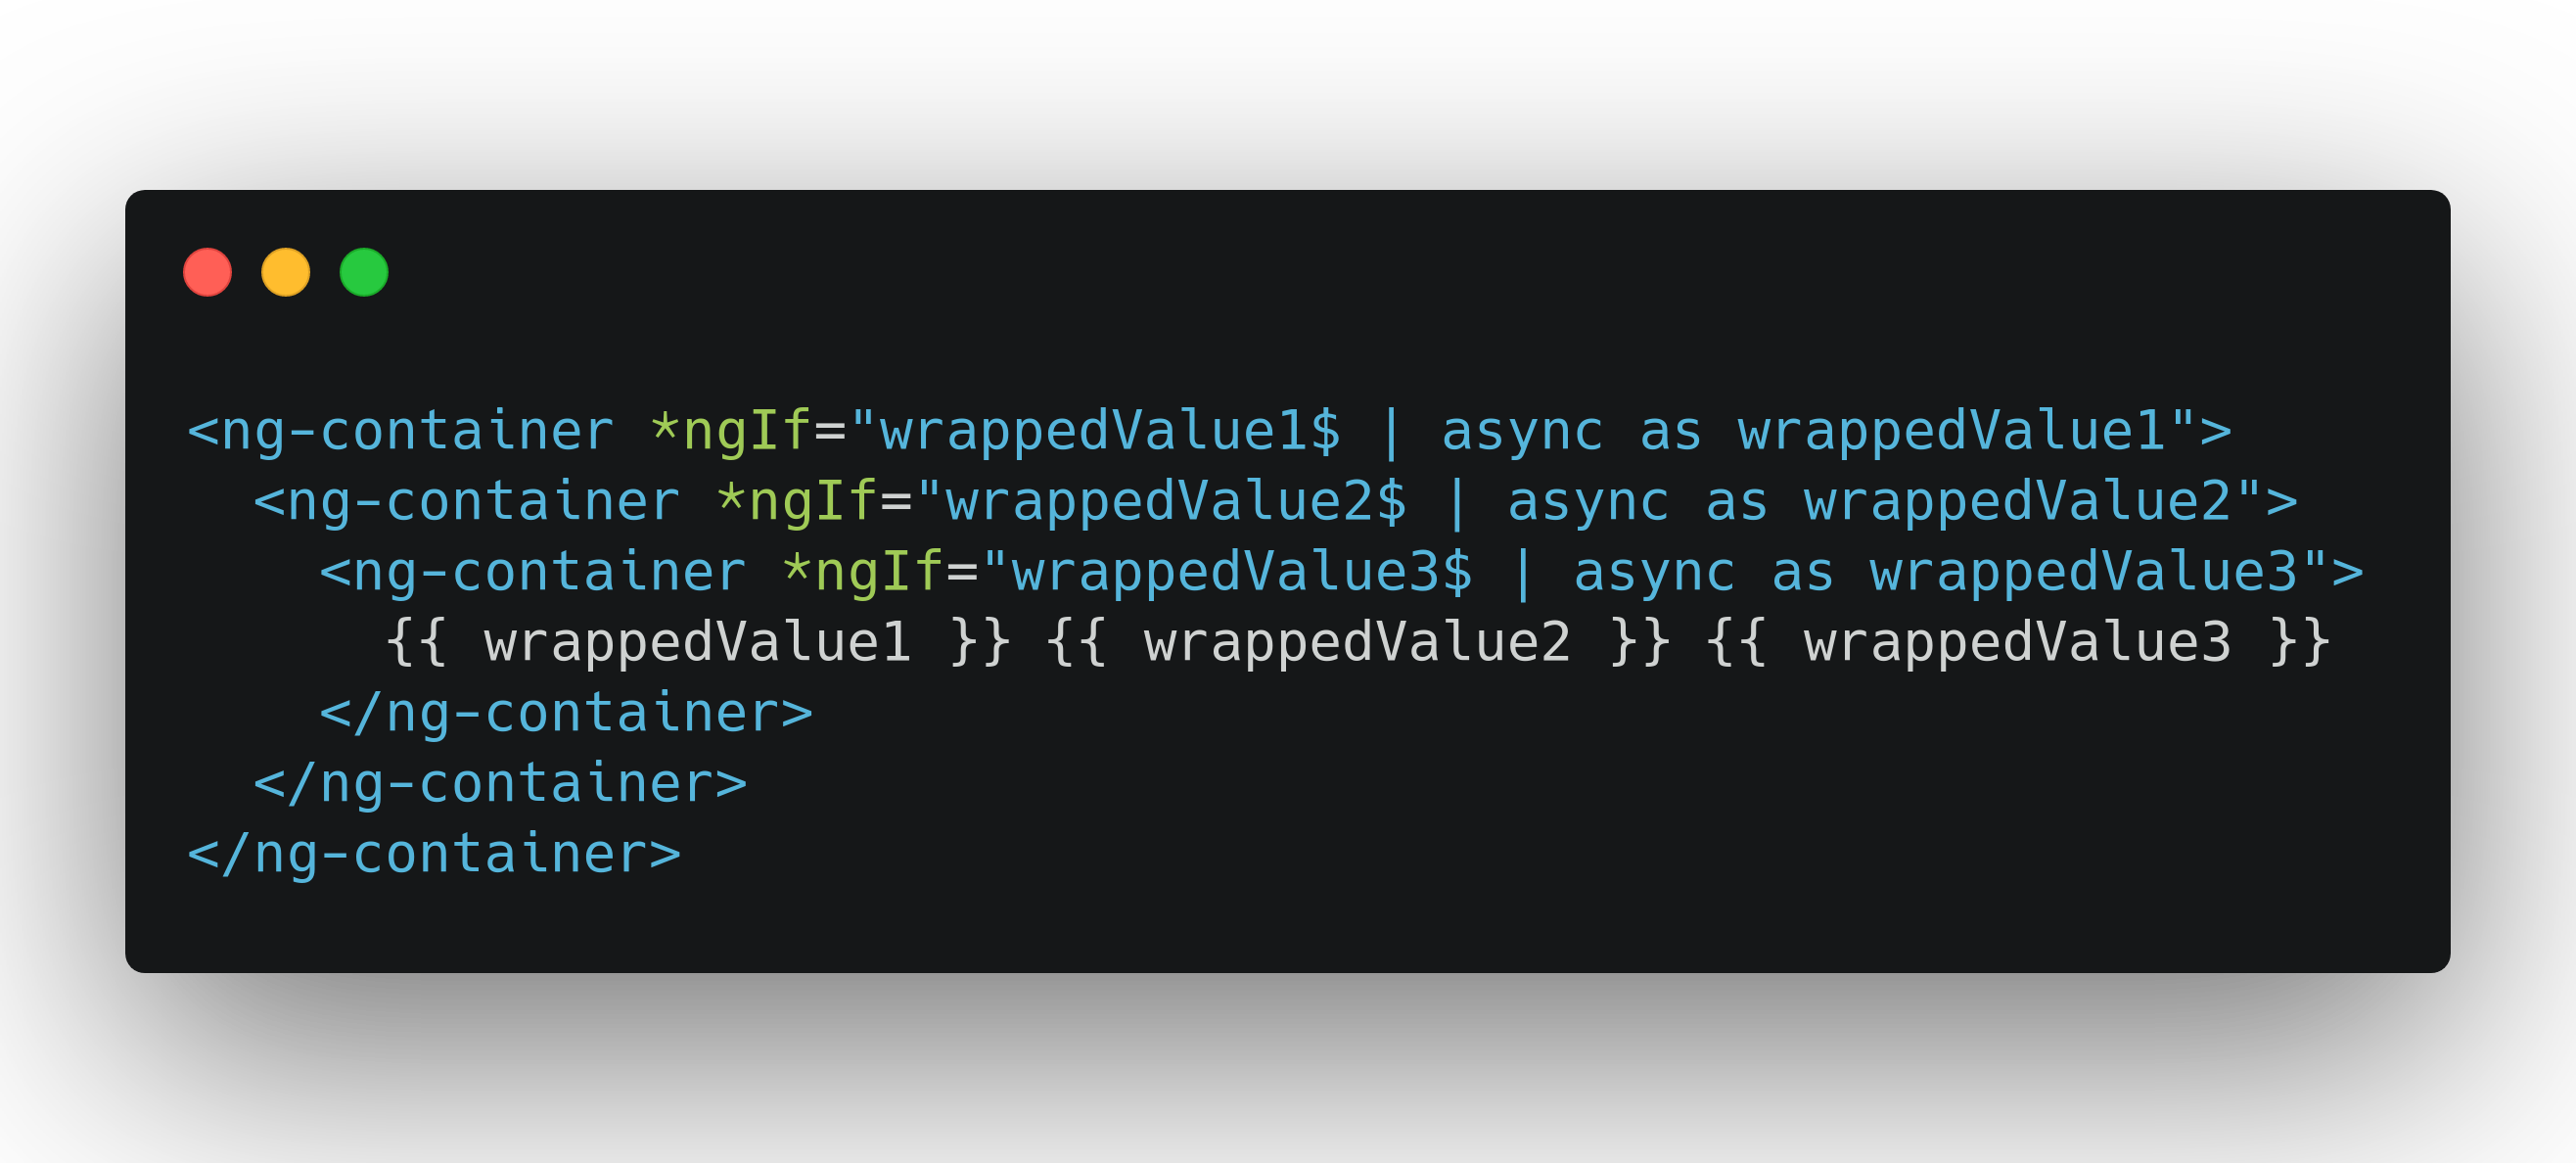 <ng-container *ngIf="wrappedValue1$ | async as wrappedValue1">
  <ng-container *ngIf="wrappedValue2$ | async as wrappedValue2">
    <ng-container *ngIf="wrappedValue3$ | async as wrappedValue3">
      {{ wrappedValue1 }} {{ wrappedValue2 }} {{ wrappedValue3 }}
    </ng-container>
  </ng-container>
</ng-container>